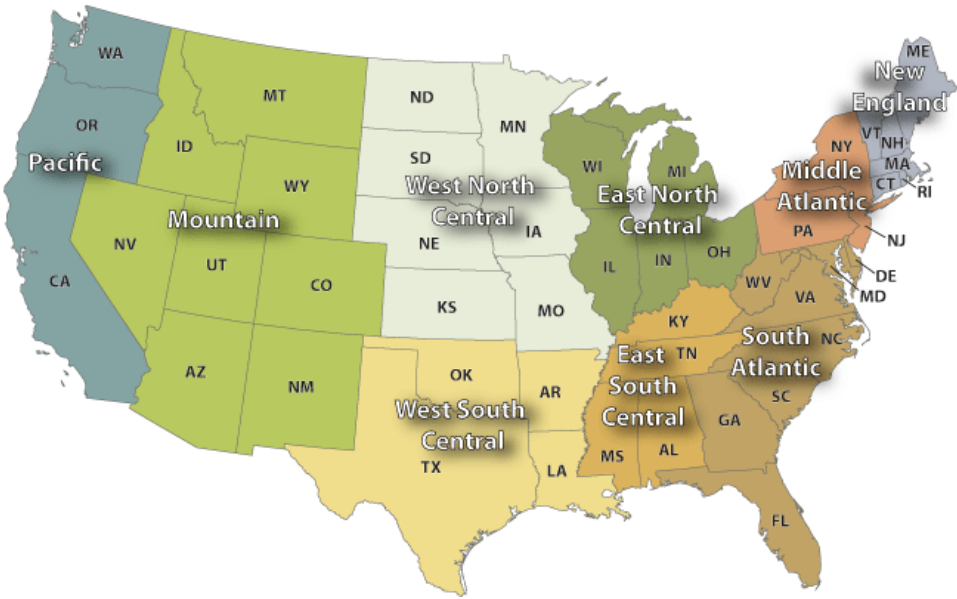 WA
OR
CA
Pacific
MT
ID
WY
NV
UT
CO
AZ
NM
Mountain
ND
SD
MN
NE
IA
KS
MO
West North
Central
WI
MI
IL
IN
OH
East North
Central
NY
PA
NJ
Middle
Atlantic
ME
VT
NH
MA
CT
RI
New
England
OK
AR
TX
LA
West South
Central
KY
TN
MS
AL
East
South
Central
DE
MD
WV
VA
NC
SC
GA
FL
South
Atlantic